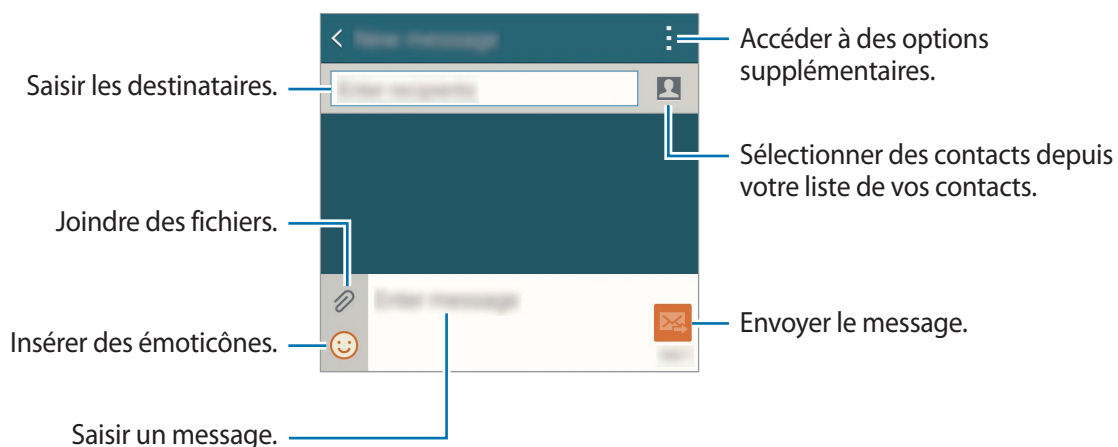 Accéder à des options
supplémentaires.
Saisir les destinataires.
Sélectionner des contacts depuis
votre liste de vos contacts.
Joindre des fichiers.
Envoyer le message.
Insérer des émoticônes.
Saisir un message.